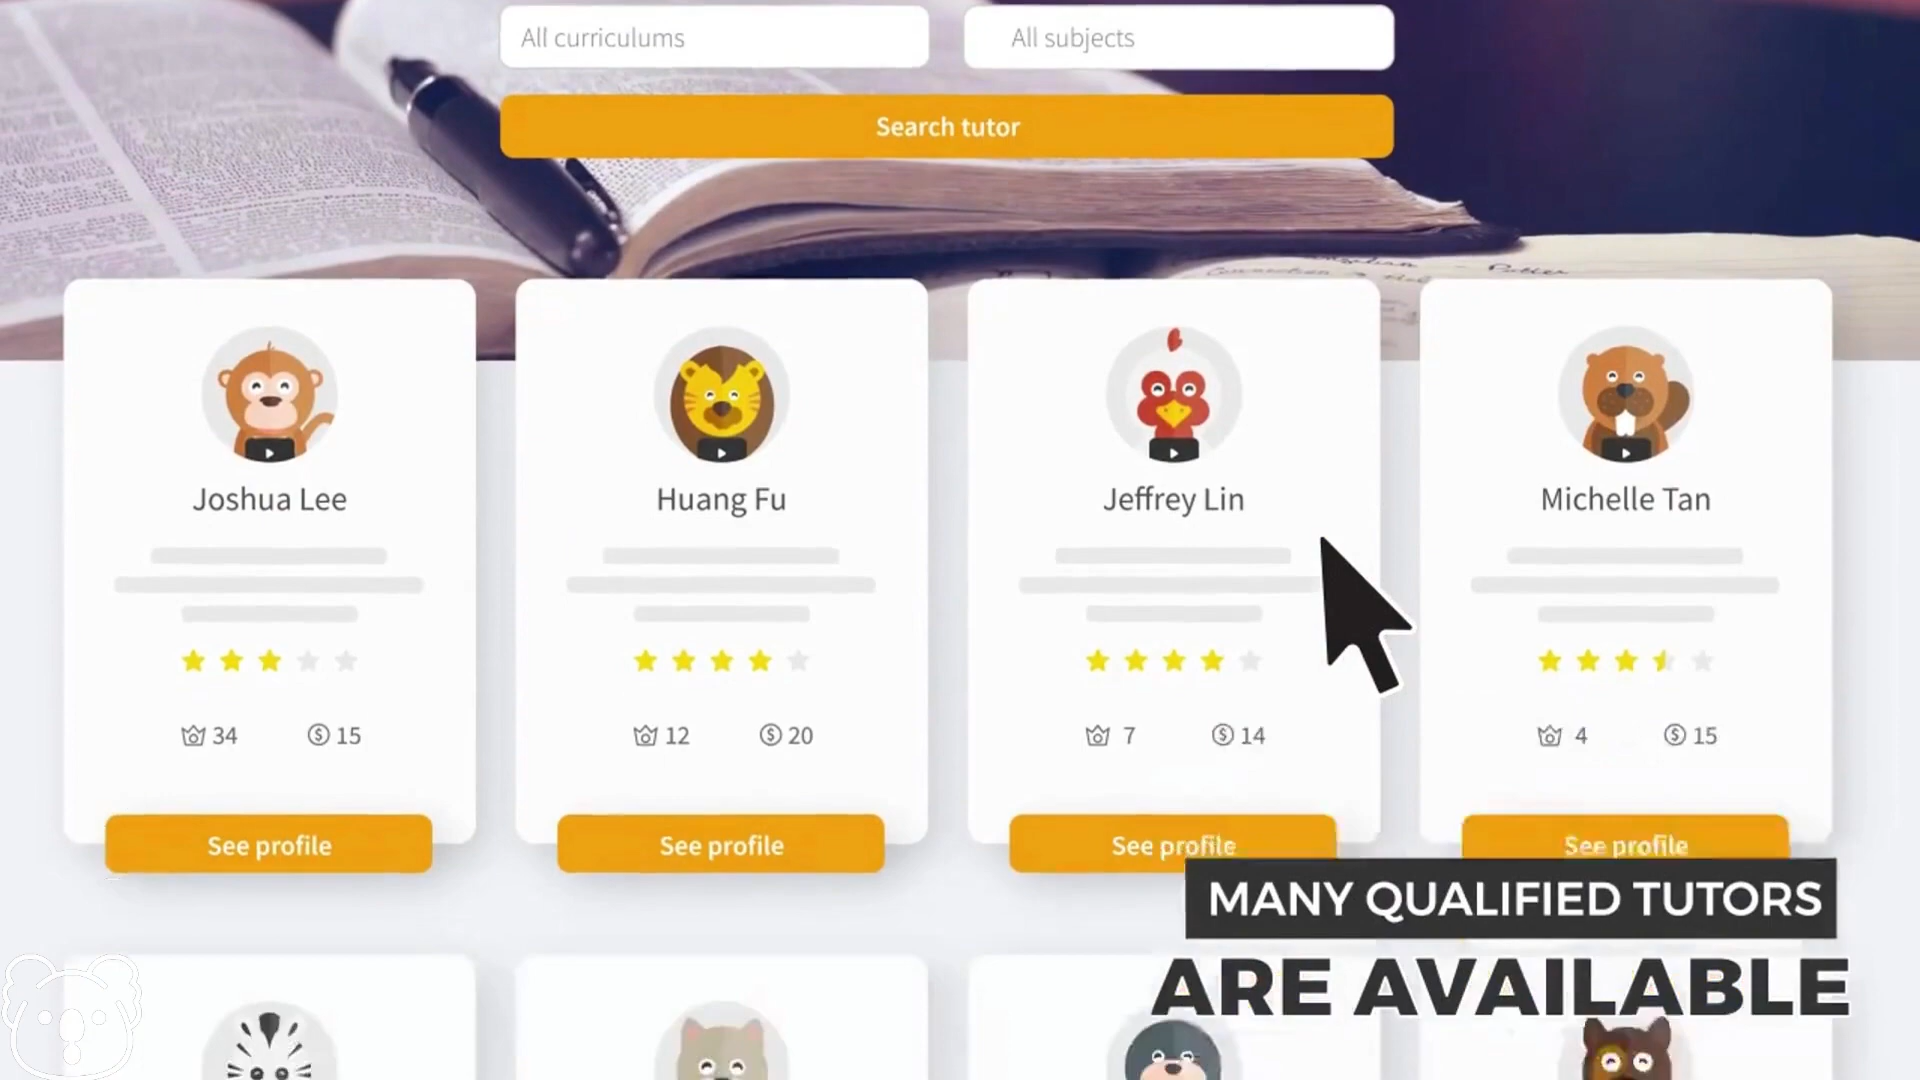 All curriculums
All subjects
Search tutor
Joshua Lee
Huang Fu
Jeffrey Lin
Michelle Tan
34
15
12
20
7
14
4
15
See profile
See profile
See profile
See profile
MANY QUALIFIED TUTORS
ARE AVAILABLE